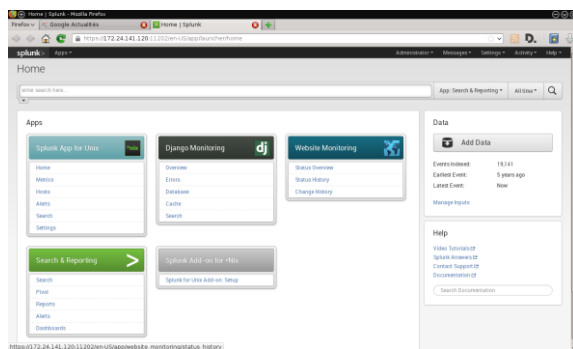 Home | Splunk - Mozilla Firefox
Firefox
Google Actualités
Home | Splunk
https://172.24.141.120:11202/en-US/app/launcher/home
splunk> Apps
Administrator Messages Settings Activity Help
Home
enter search here...
App: Search & Reporting
All time
Apps
Splunk App for Unix
*nix
Home
Metrics
Hosts
Alerts
Search
Settings
Django Monitoring
dj
Overview
Errors
Database
Cache
Search
Website Monitoring
Status Overview
Status History
Change History
Search & Reporting
>
Search
Pivot
Reports
Alerts
Dashboards
Splunk Add-on for *Nix
Splunk for Unix Add-on: Setup
Data
Add Data
Events Indexed: 19,141
Earliest Event: 5 years ago
Latest Event: Now
Manage Inputs
Help
Video Tutorials
Splunk Answers
Contact Support
Documentation
Search Documentation
https://172.24.141.120:11202/en-US/app/website_monitoring/status_history